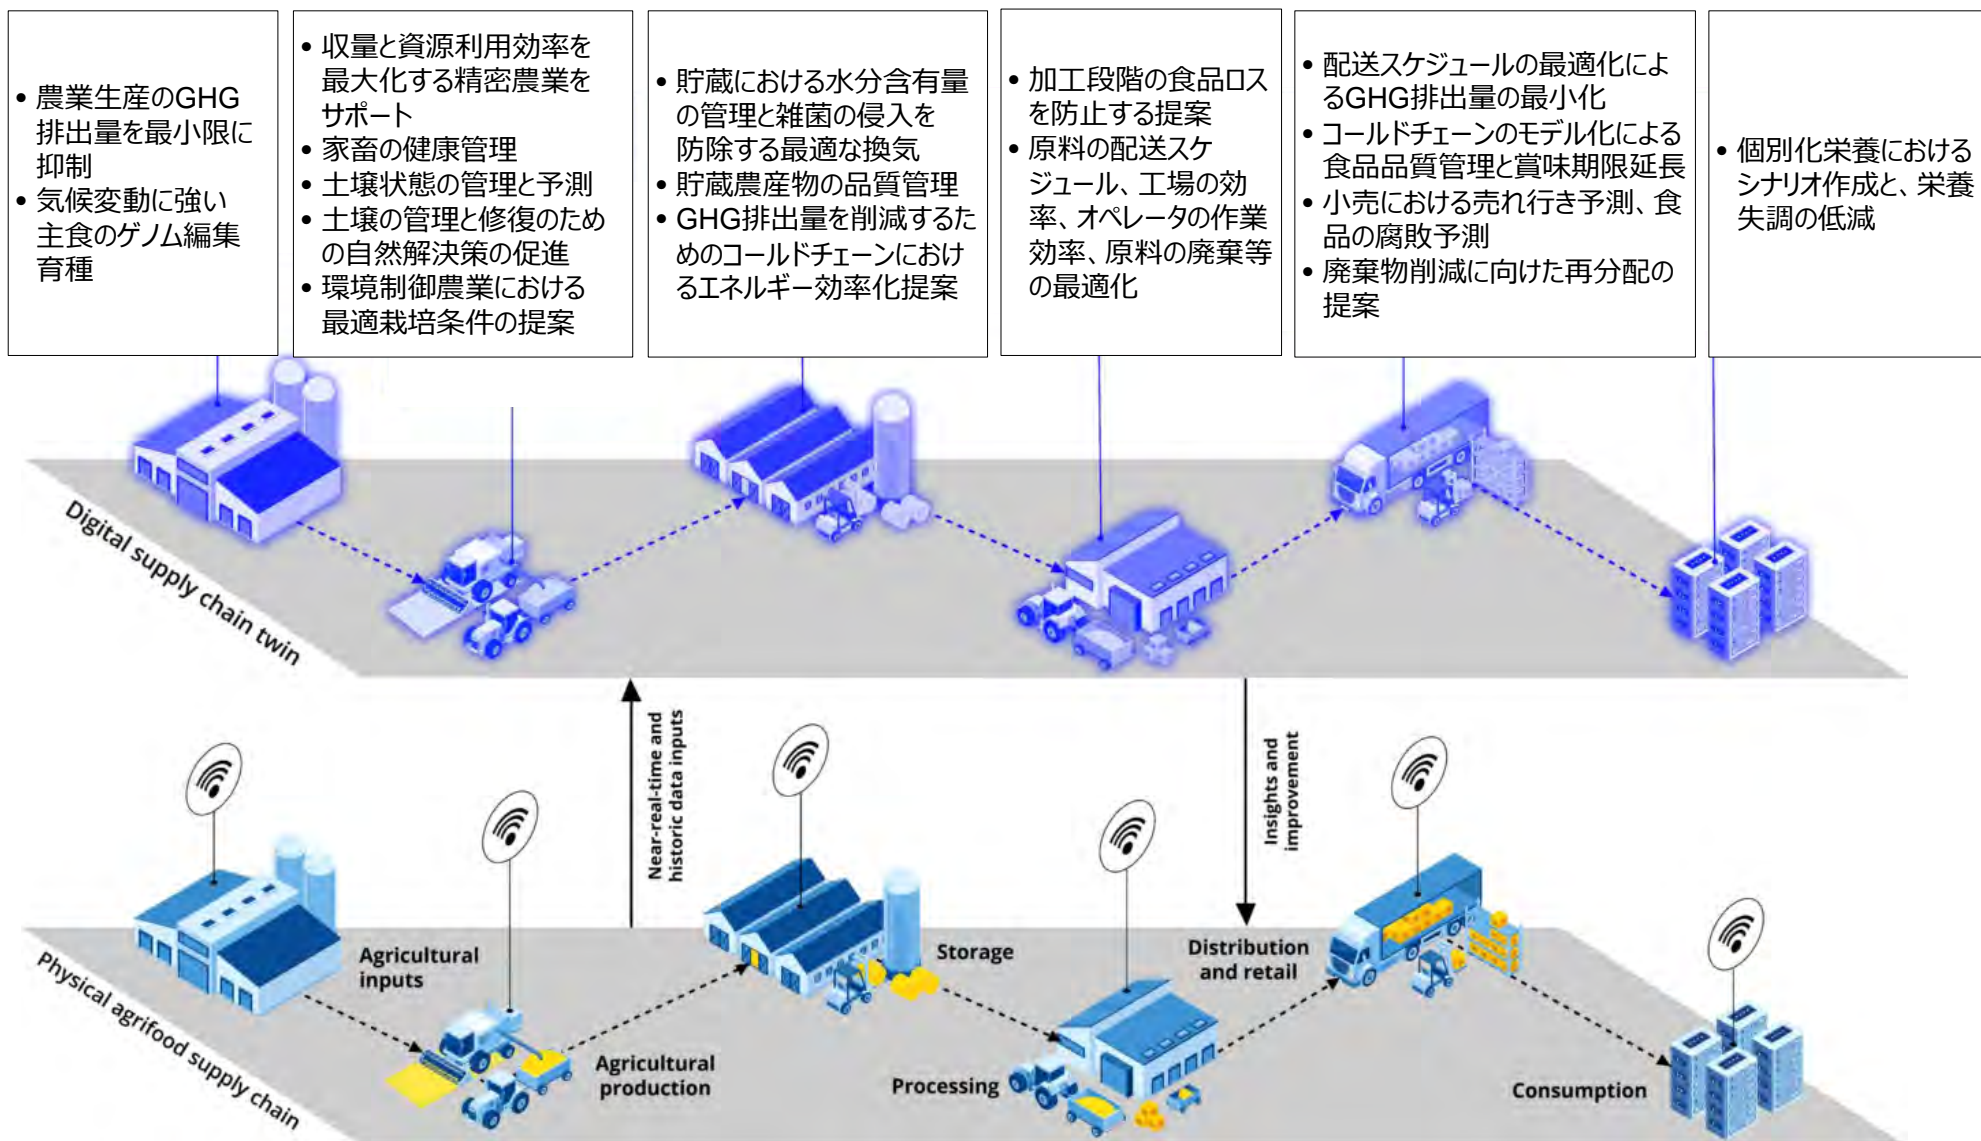 • 農業生産のGHG
排出量を最小限に
抑制
• 気候変動に強い
主食のゲノム編集
育種
• 収量と資源利用効率を
最大化する精密農業を
サポート
• 家畜の健康管理
• 土壌状態の管理と予測
• 土壌の管理と修復のため
の自然解決策の促進
• 環境制御農業における
最適栽培条件の提案
• 貯蔵における水分含有量
の管理と雑菌の侵入を
防除する最適な換気
• 貯蔵農産物の品質管理
• GHG排出量を削減するた
めのコールドチェーンにおけ
るエネルギー効率化提案
• 加工段階の食品ロス
を防止する提案
• 原料の配送スケ
ジュール、工場の効
率、オペレータの作業
効率、原料の廃棄等
の最適化
• 配送スケジュールの最適化によ
るGHG排出量の最小化
• コールドチェーンのモデル化による
食品品質管理と賞味期限延長
• 小売における売れ行き予測、食
品の腐敗予測
• 廃棄物削減に向けた再分配の
提案
• 個別化栄養における
シナリオ作成と、栄養
失調の低減
Digital supply chain twin
Near-real-time and
historic data inputs
Insights and
improvement
Physical agrifood supply chain
Agricultural
inputs
Agricultural
production
Storage
Processing
Distribution
and retail
Consumption